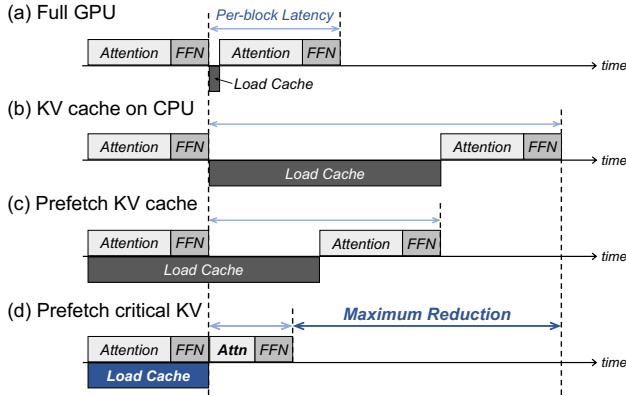 (a) Full GPU
Per-block Latency
Attention FFN Attention FFN
time
Load Cache
(b) KV cache on CPU
Attention FFN Attention FFN
time
Load Cache
(c) Prefetch KV cache
Attention FFN Attention FFN
time
Load Cache
(d) Prefetch critical KV
Maximum Reduction
Attention FFN Attn FFN
time
Load Cache